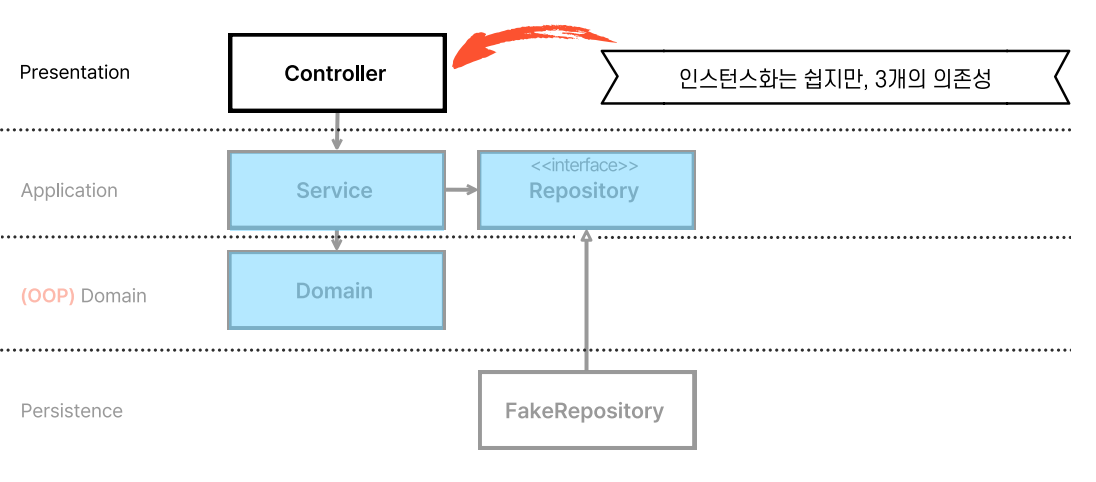 Presentation
Controller
인스턴스화는 쉽지만, 3개의 의존성
Application
Service
<<interface>>
Repository
(OOP) Domain
Domain
Persistence
FakeRepository